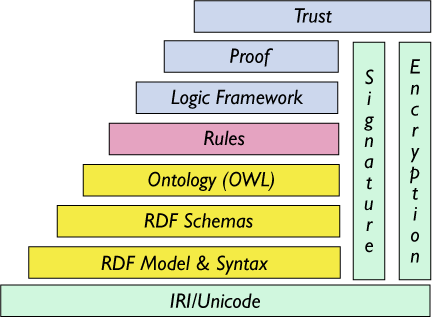 Trust
Proof
Logic Framework
Rules
Ontology (OWL)
RDF Schemas
RDF Model & Syntax
IRI/Unicode
Signature
Encryption